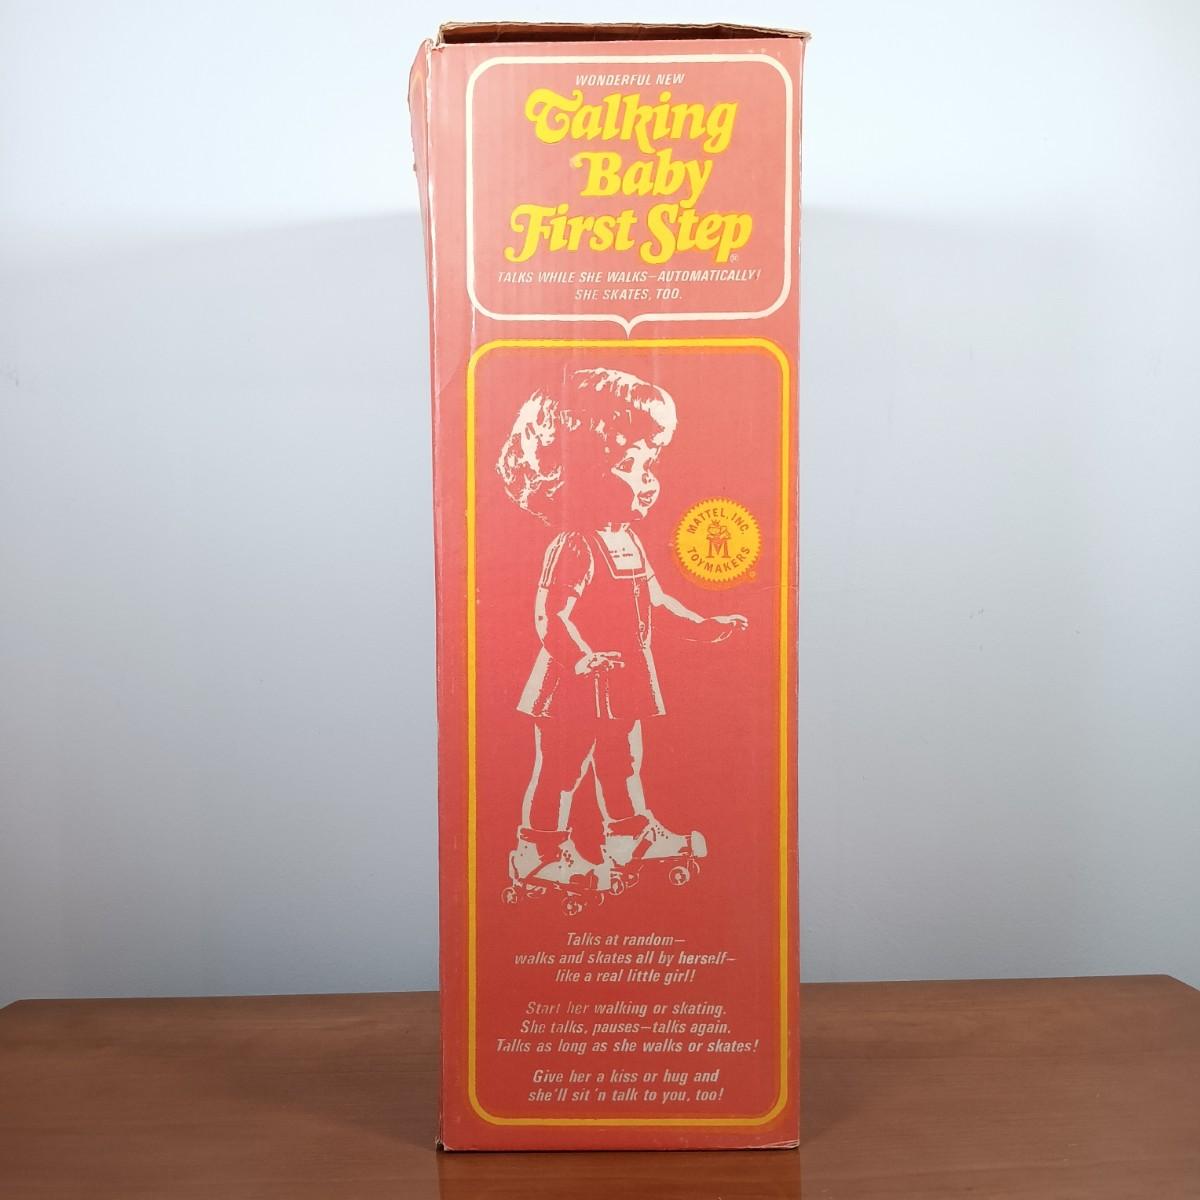 WONDERFUL NEW
Talking
Baby
First Step®
TALKS WHILE SHE WALKS—AUTOMATICALLY!
SHE SKATES, TOO.
MATTEL, INC.
M
TOYMAKERS
Talks at random—
walks and skates all by herself—
like a real little girl!
Start her walking or skating.
She talks, pauses—talks again.
Talks as long as she walks or skates!
Give her a kiss or hug and
she'll sit 'n talk to you, too!